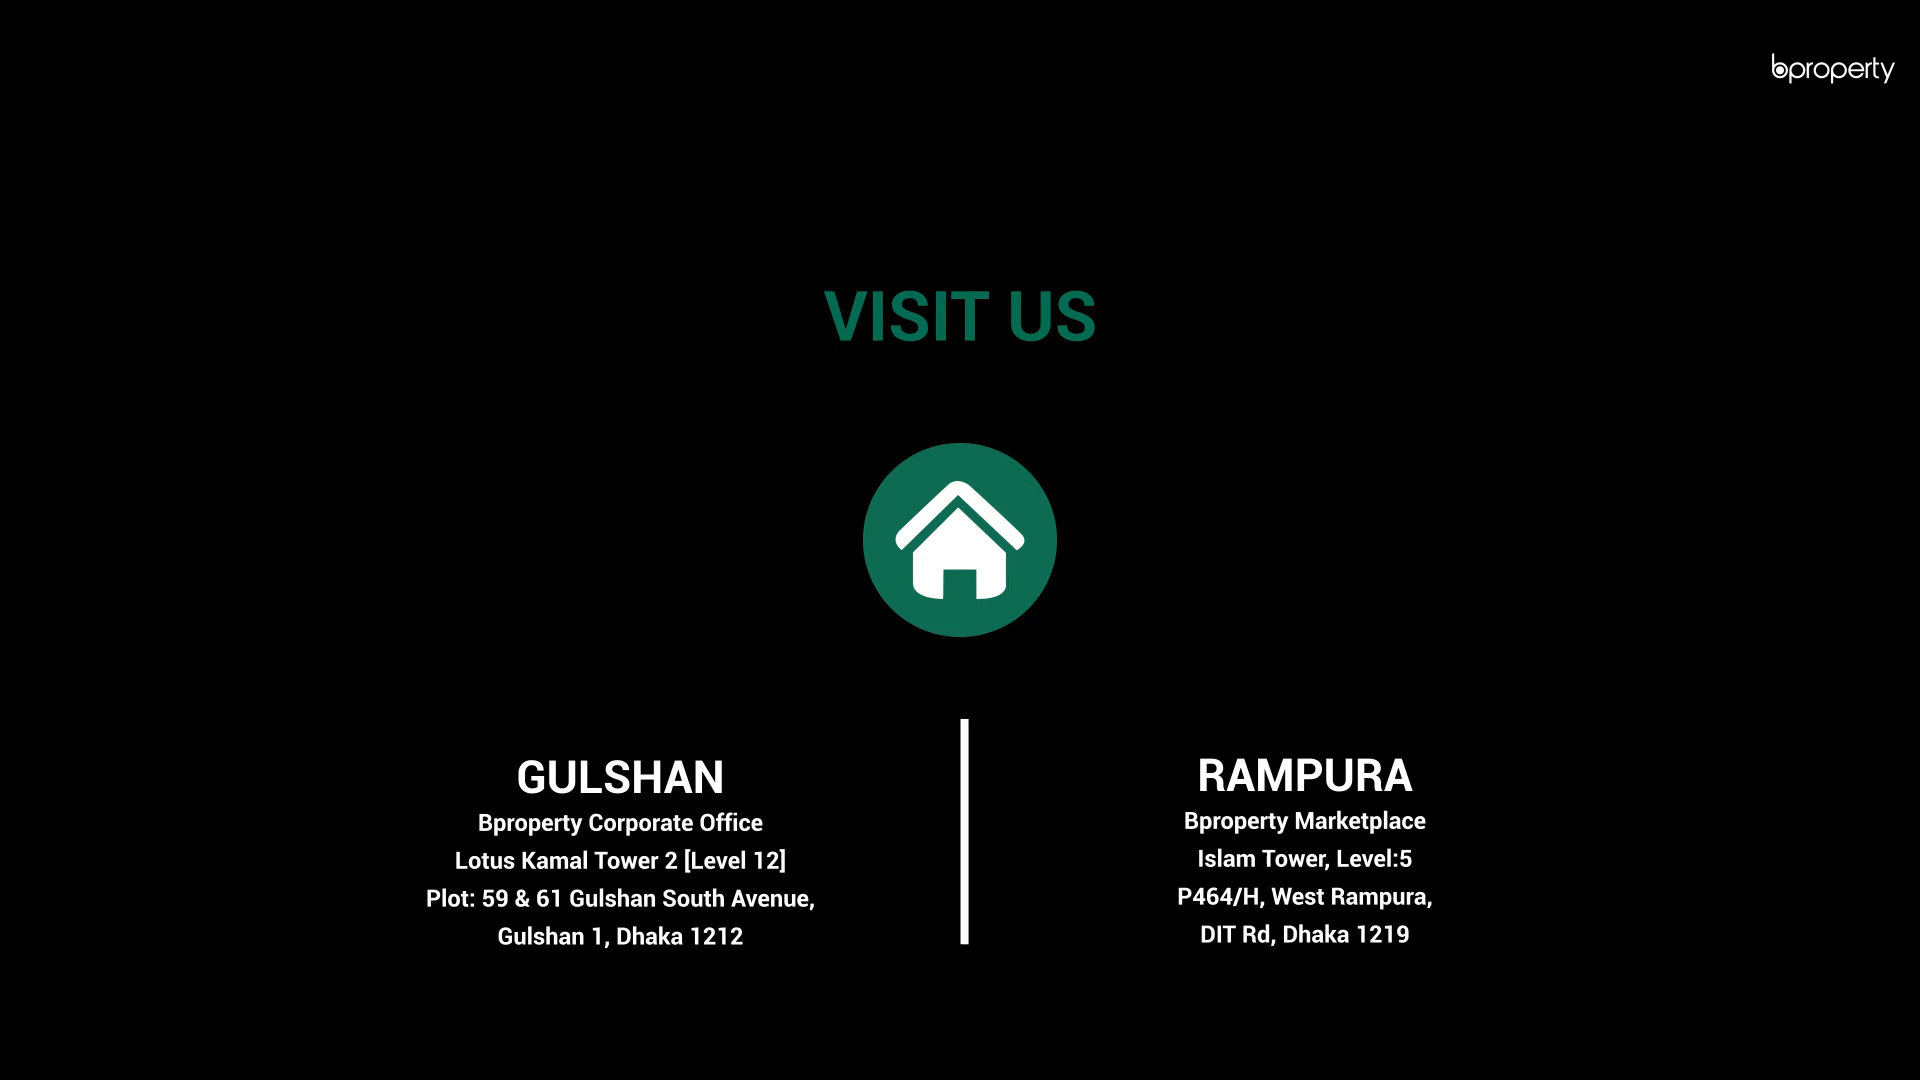 bproperty
VISIT US
GULSHAN
Bproperty Corporate Office
Lotus Kamal Tower 2 [Level 12]
Plot: 59 & 61 Gulshan South Avenue,
Gulshan 1, Dhaka 1212
RAMPURA
Bproperty Marketplace
Islam Tower, Level:5
P464/H, West Rampura,
DIT Rd, Dhaka 1219